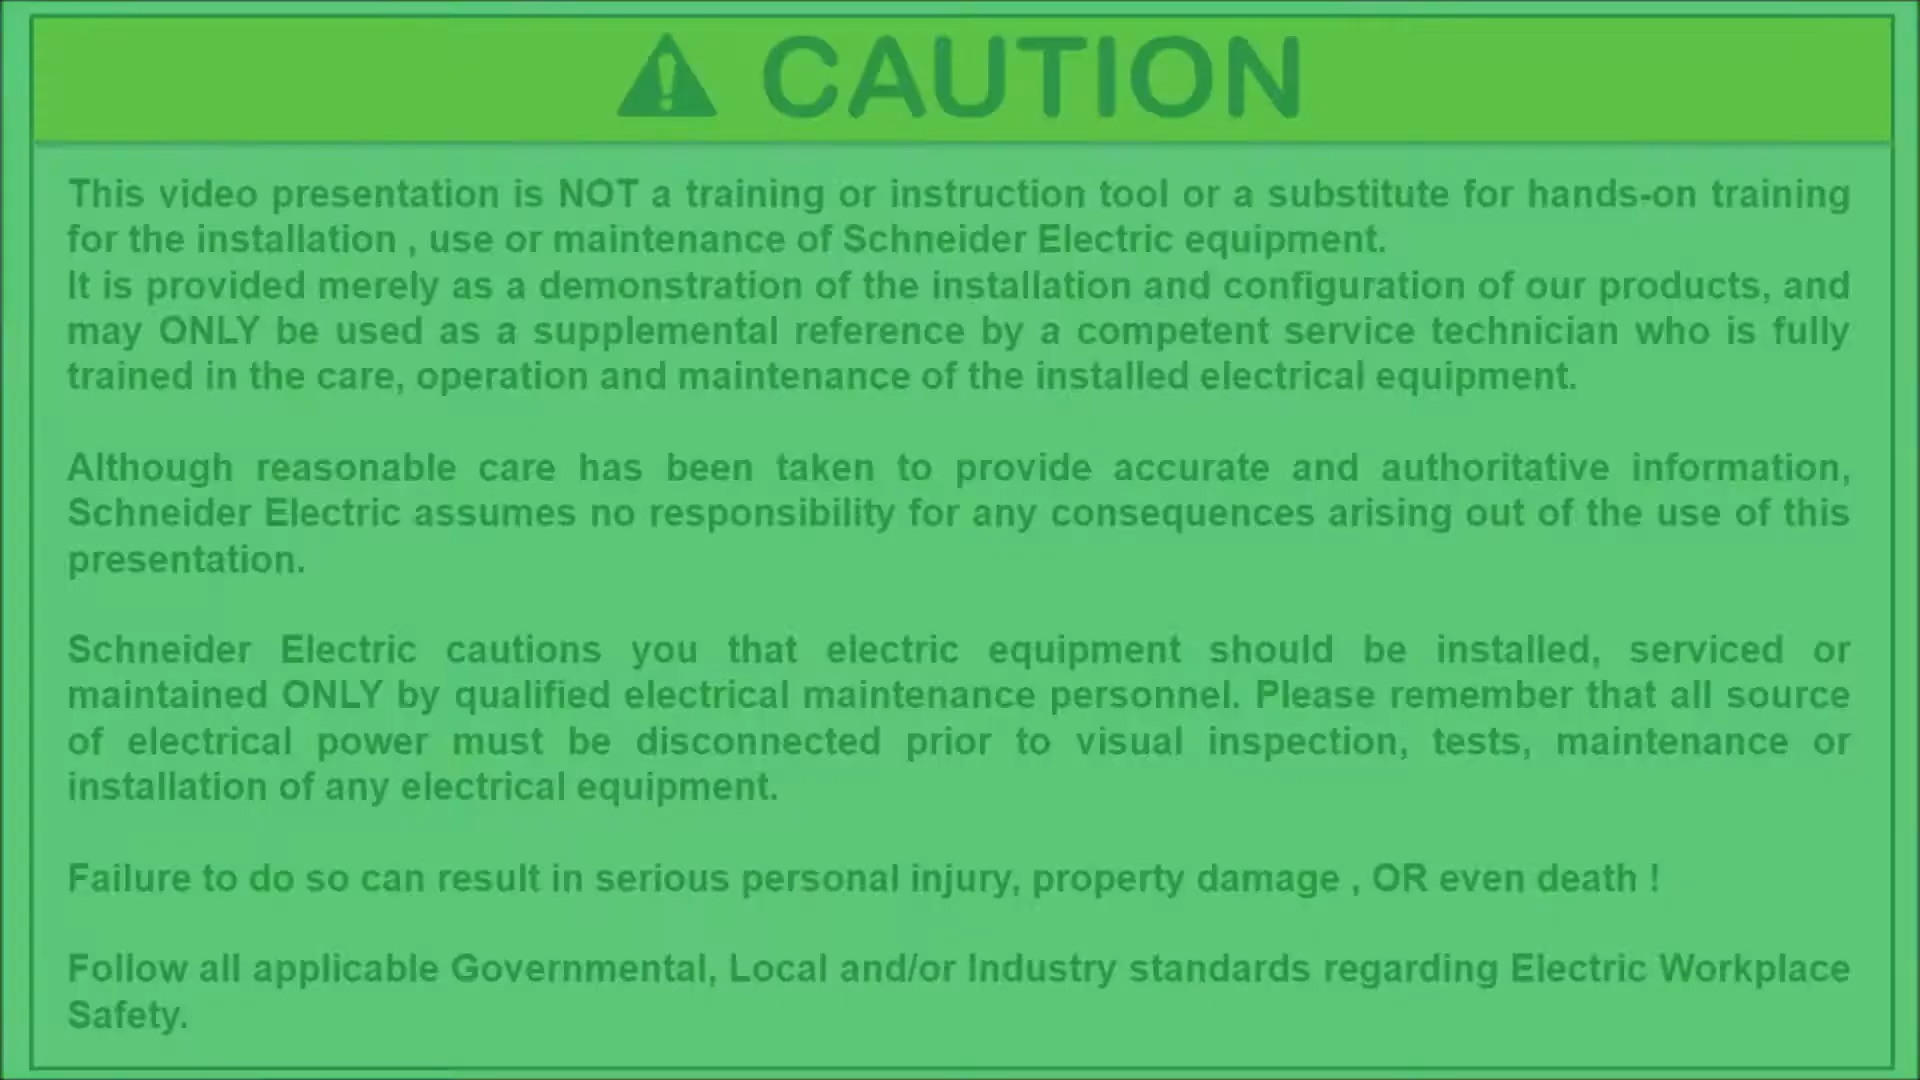 CAUTION
This video presentation is NOT a training or instruction tool or a substitute for hands-on training
for the installation , use or maintenance of Schneider Electric equipment.
It is provided merely as a demonstration of the installation and configuration of our products, and
may ONLY be used as a supplemental reference by a competent service technician who is fully
trained in the care, operation and maintenance of the installed electrical equipment.
Although reasonable care has been taken to provide accurate and authoritative information,
Schneider Electric assumes no responsibility for any consequences arising out of the use of this
presentation.
Schneider Electric cautions you that electric equipment should be installed, serviced or
maintained ONLY by qualified electrical maintenance personnel. Please remember that all source
of electrical power must be disconnected prior to visual inspection, tests, maintenance or
installation of any electrical equipment.
Failure to do so can result in serious personal injury, property damage , OR even death !
Follow all applicable Governmental, Local and/or Industry standards regarding Electric Workplace
Safety.